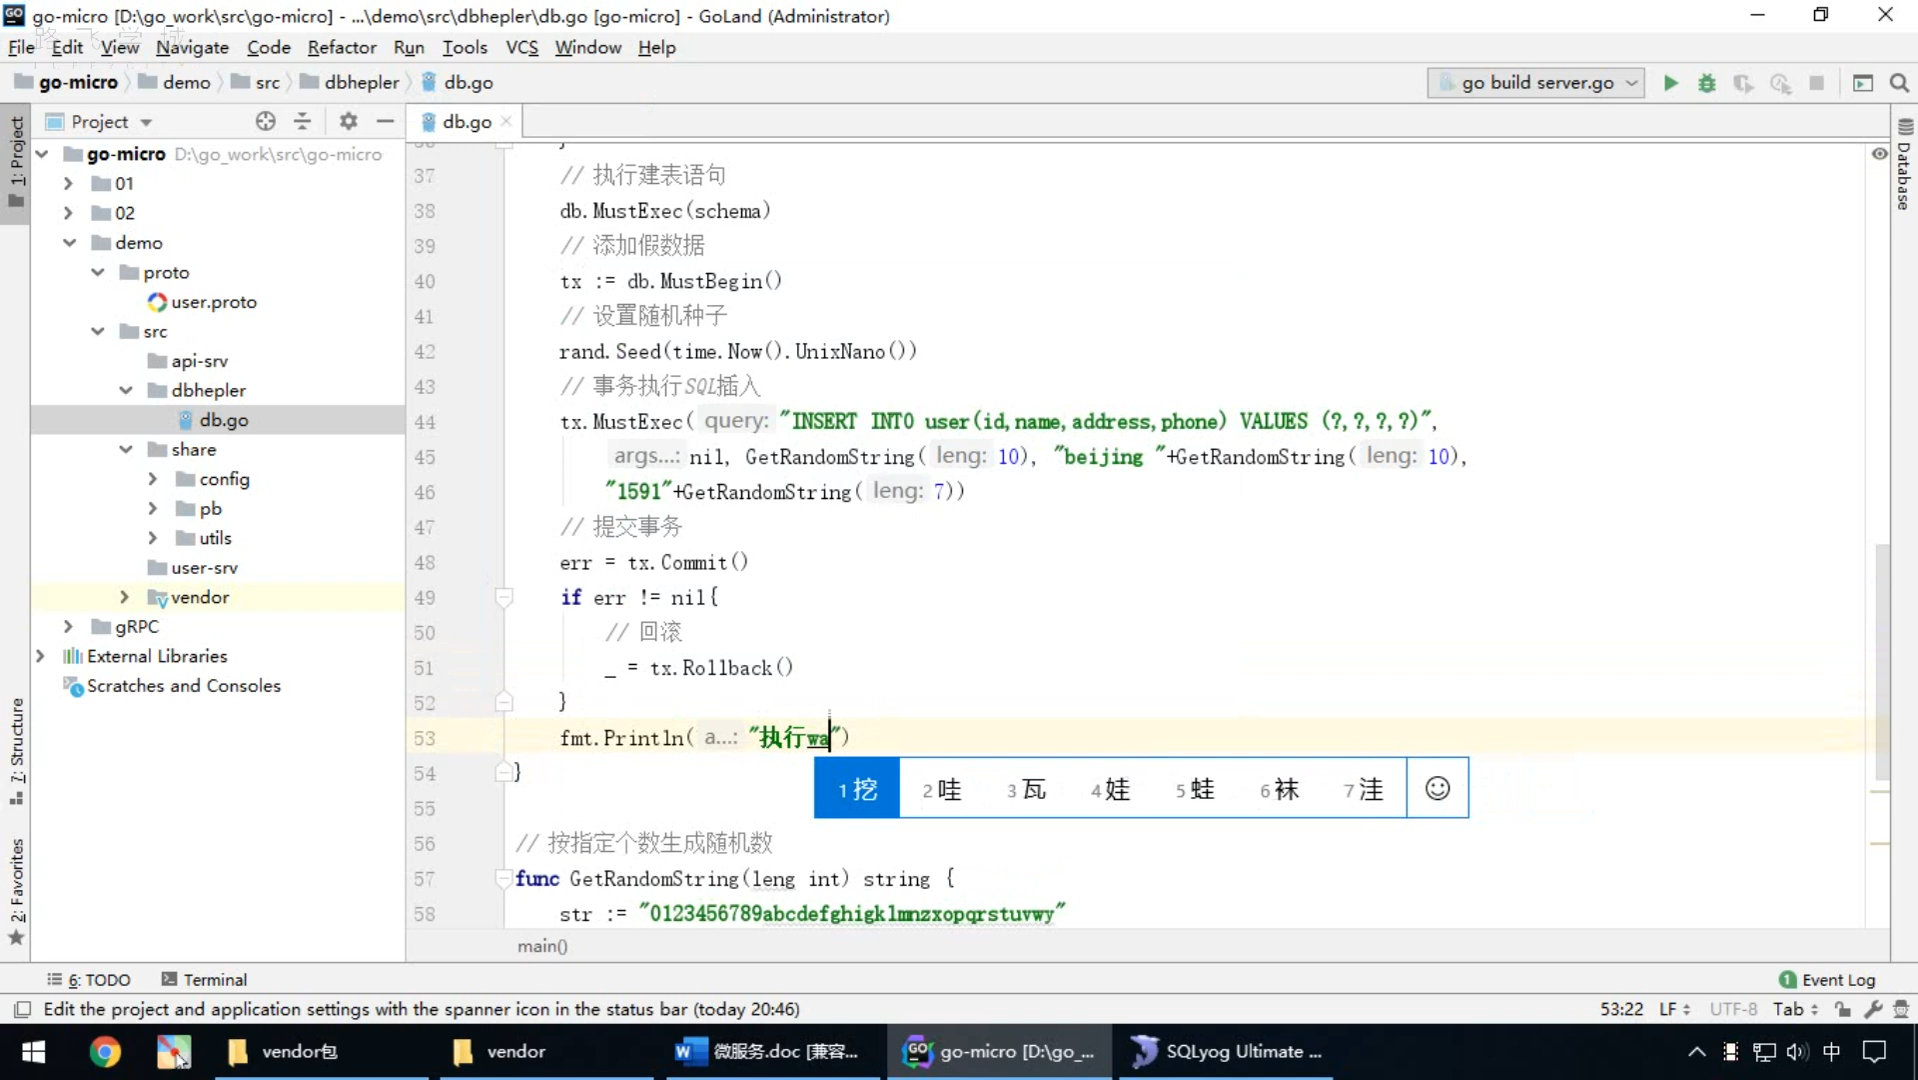 go-micro [D:\go_work\src\go-micro] - ...\demo\src\dbhepler\db.go [go-micro] - GoLand (Administrator)
路飞学城
File Edit View Navigate Code Refactor Run Tools VCS Window Help
go-micro demo src dbhepler db.go
go build server.go
Project
db.go
1: Project
Database
go-micro D:\go_work\src\go-micro
01
02
demo
proto
user.proto
src
api-srv
dbhepler
db.go
share
config
pb
utils
user-srv
vendor
gRPC
External Libraries
Scratches and Consoles
7: Structure
2: Favorites
36 }
37 // 执行建表语句
38 db.MustExec(schema)
39 // 添加假数据
40 tx := db.MustBegin()
41 // 设置随机种子
42 rand.Seed(time.Now().UnixNano())
43 // 事务执行SQL插入
44 tx.MustExec( query: "INSERT INTO user(id,name,address,phone) VALUES (?,?,?,?)",
45 args...: nil, GetRandomString( leng: 10), "beijing "+GetRandomString( leng: 10),
46 "1591"+GetRandomString( leng: 7))
47 // 提交事务
48 err = tx.Commit()
49 if err != nil{
50 // 回滚
51 _ = tx.Rollback()
52 }
53 fmt.Println( a...: "执行wa")
54 }
1 挖 2 哇 3 瓦 4 娃 5 蛙 6 袜 7 洼
55
56 // 按指定个数生成随机数
57 func GetRandomString(leng int) string {
58 str := "0123456789abcdefghigklmnzxopqrstuvwy"
main()
6: TODO Terminal
1 Event Log
Edit the project and application settings with the spanner icon in the status bar (today 20:46)
53:22 LF UTF-8 Tab
vendor包
vendor
微服务.doc [兼容...
go-micro [D:\go_...
SQLyog Ultimate ...
中